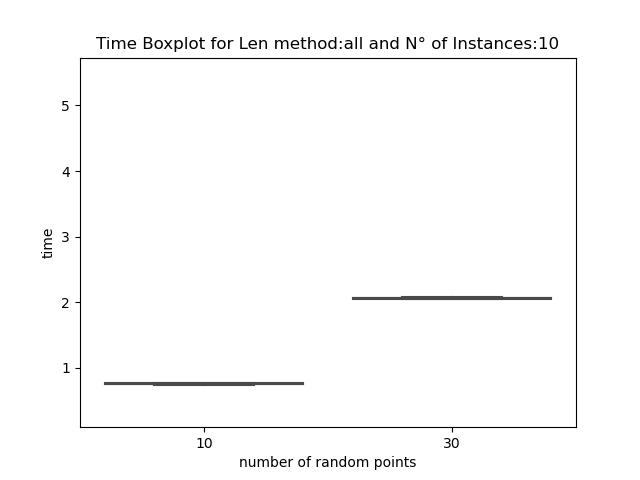 Time Boxplot for Len method:all and N° of Instances:10
5
4
3
2
1
time
10 30
number of random points